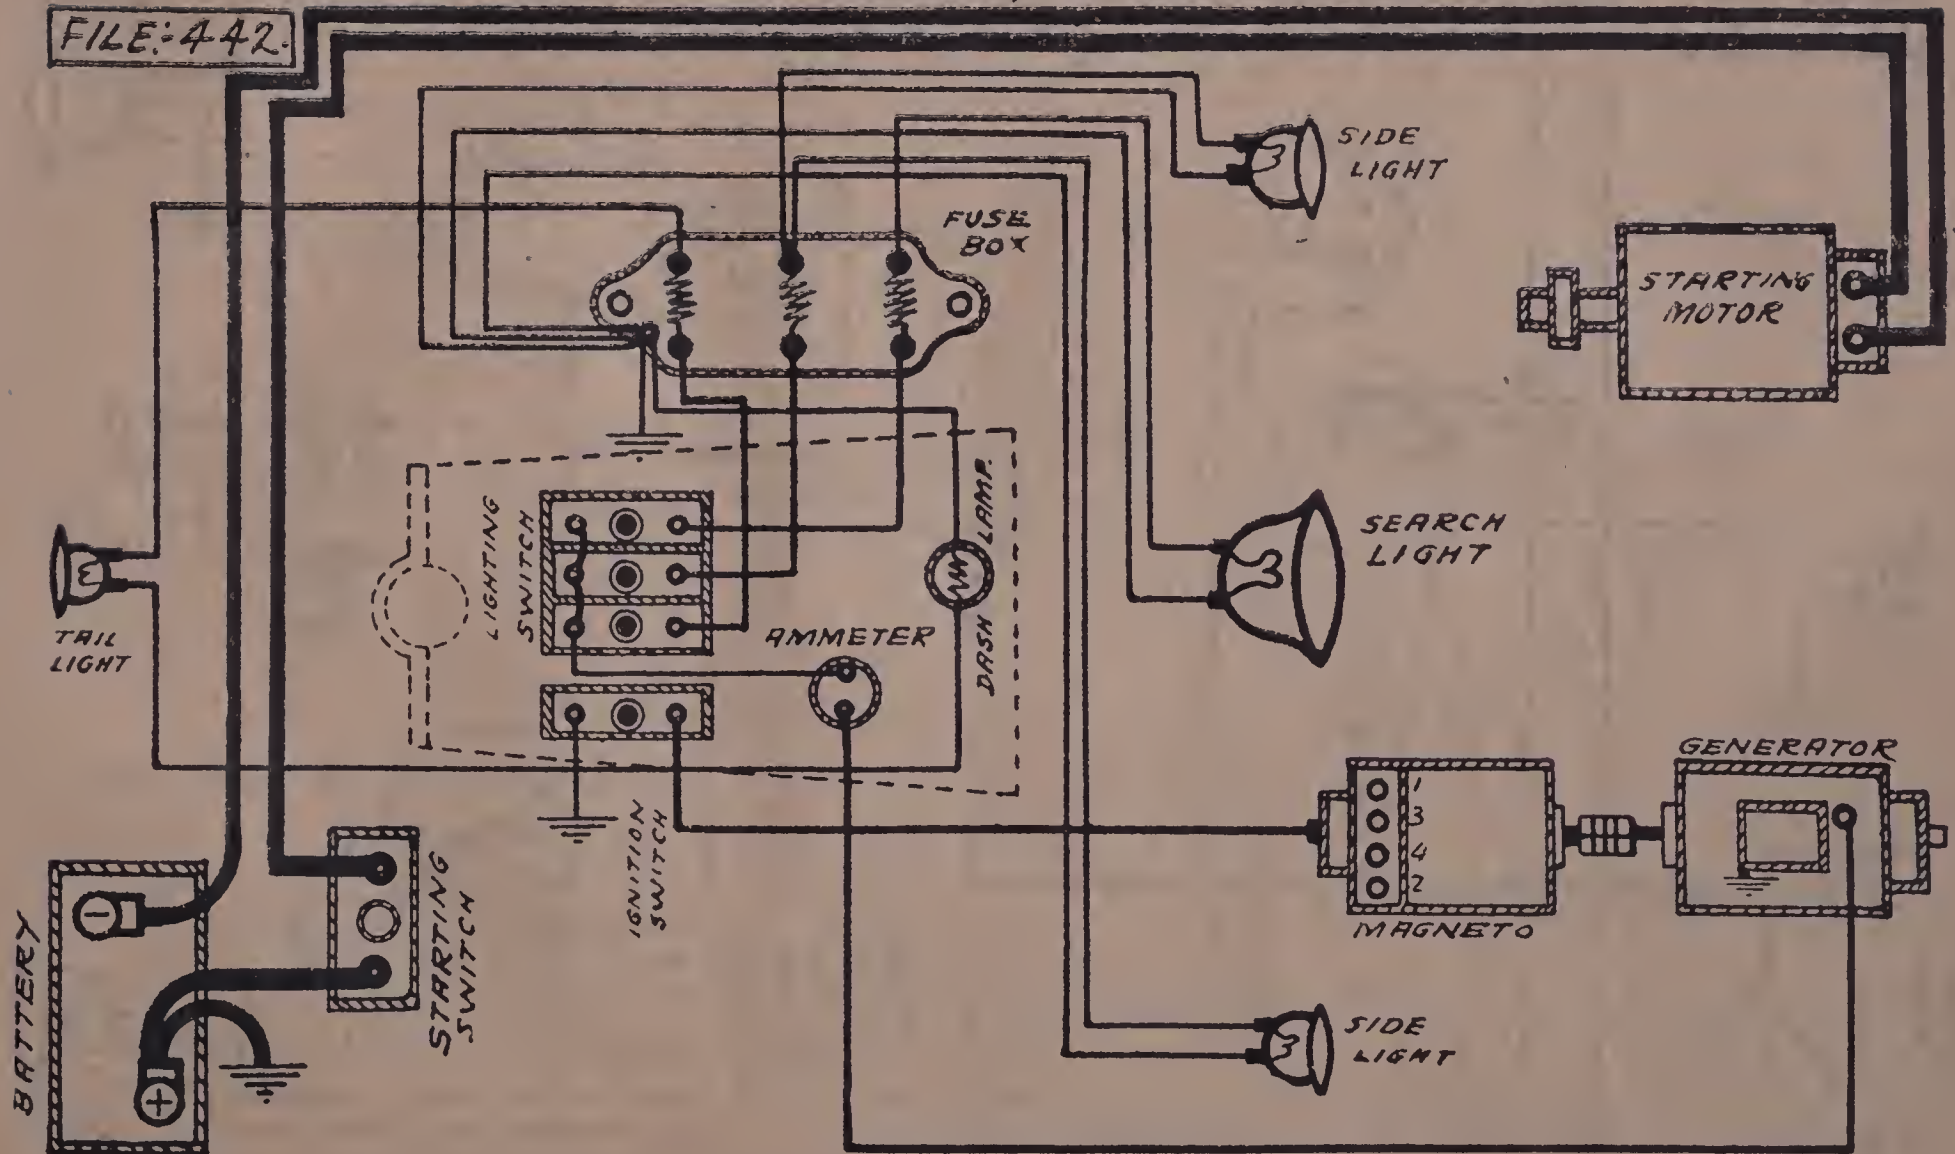 FILE:-442.
SIDE
LIGHT
FUSE
BOX
STARTING
MOTOR
LIGHTING
SWITCH
DASH LAMP.
SEARCH
LIGHT
TAIL
LIGHT
AMMETER
IGNITION
SWITCH
GENERATOR
1
3
4
2
MAGNETO
BATTERY
-
+
STARTING
SWITCH
SIDE
LIGHT